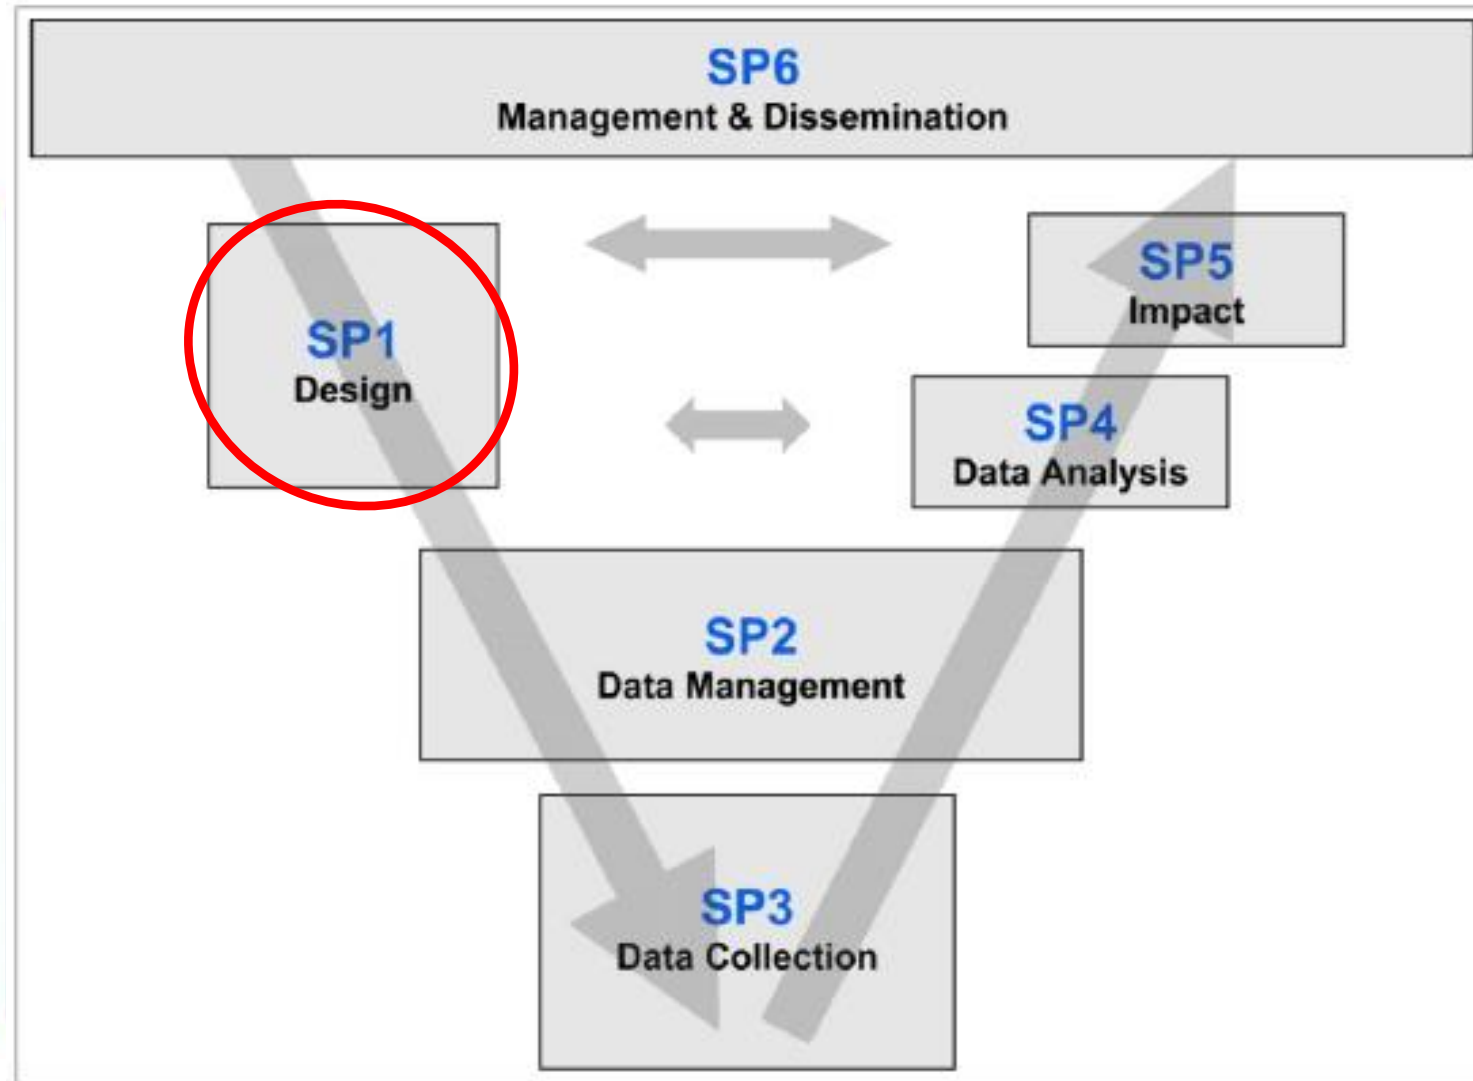 SP6
Management & Dissemination
SP1
Design
SP5
Impact
SP4
Data Analysis
SP2
Data Management
SP3
Data Collection